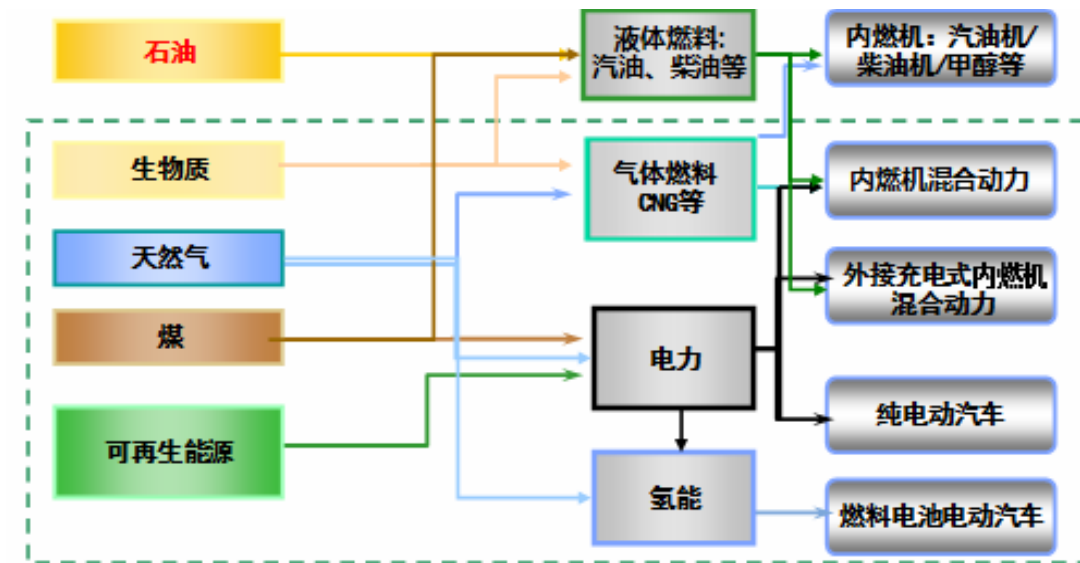 石油
液体燃料:
汽油、柴油等
内燃机：汽油机/
柴油机/甲醇等
生物质
气体燃料
CNG等
内燃机混合动力
天然气
外接充电式内燃机
混合动力
煤
电力
纯电动汽车
可再生能源
氢能
燃料电池电动汽车